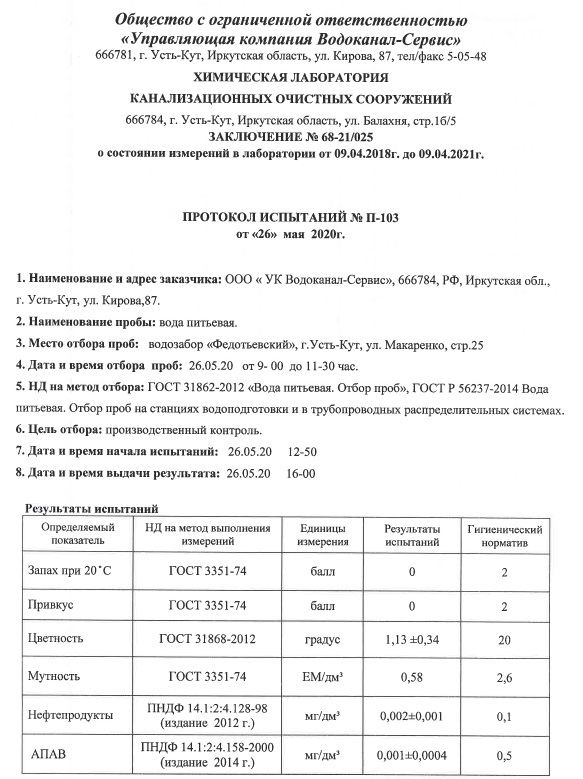 Общество с ограниченной ответственностью
«Управляющая компания Водоканал-Сервис»
666781, г. Усть-Кут, Иркутская область, ул. Кирова, 87, тел/факс 5-05-48
ХИМИЧЕСКАЯ ЛАБОРАТОРИЯ
КАНАЛИЗАЦИОННЫХ ОЧИСТНЫХ СООРУЖЕНИЙ
666784, г. Усть-Кут, Иркутская область, ул. Балахня, стр.1б/5
ЗАКЛЮЧЕНИЕ № 68-21/025
о состоянии измерений в лаборатории от 09.04.2018г. до 09.04.2021г.
ПРОТОКОЛ ИСПЫТАНИЙ № П-103
от «26» мая 2020г.
1. Наименование и адрес заказчика: ООО « УК Водоканал-Сервис», 666784, РФ, Иркутская обл.,
г. Усть-Кут, ул. Кирова,87.
2. Наименование пробы: вода питьевая.
3. Место отбора проб: водозабор «Федотьевский», г.Усть-Кут, ул. Макаренко, стр.25
4. Дата и время отбора проб: 26.05.20 от 9- 00 до 11-30 час.
5. НД на метод отбора: ГОСТ 31862-2012 «Вода питьевая. Отбор проб», ГОСТ Р 56237-2014 Вода
питьевая. Отбор проб на станциях водоподготовки и в трубопроводных распределительных системах.
6. Цель отбора: производственный контроль.
7. Дата и время начала испытаний: 26.05.20 12-50
8. Дата и время выдачи результата: 26.05.20 16-00
Результаты испытаний
Определяемый показатель НД на метод выполнения измерений Единицы измерения Результаты испытаний Гигиенический норматив
Запах при 20˚С ГОСТ 3351-74 балл 0 2
Привкус ГОСТ 3351-74 балл 0 2
Цветность ГОСТ 31868-2012 градус 1,13 ±0,34 20
Мутность ГОСТ 3351-74 ЕМ/дм³ 0,58 2,6
Нефтепродукты ПНДФ 14.1:2:4.128-98 (издание 2012 г.) мг/дм³ 0,002±0,001 0,1
АПАВ ПНДФ 14.1:2:4.158-2000 (издание 2014 г.) мг/дм³ 0,001±0,0004 0,5